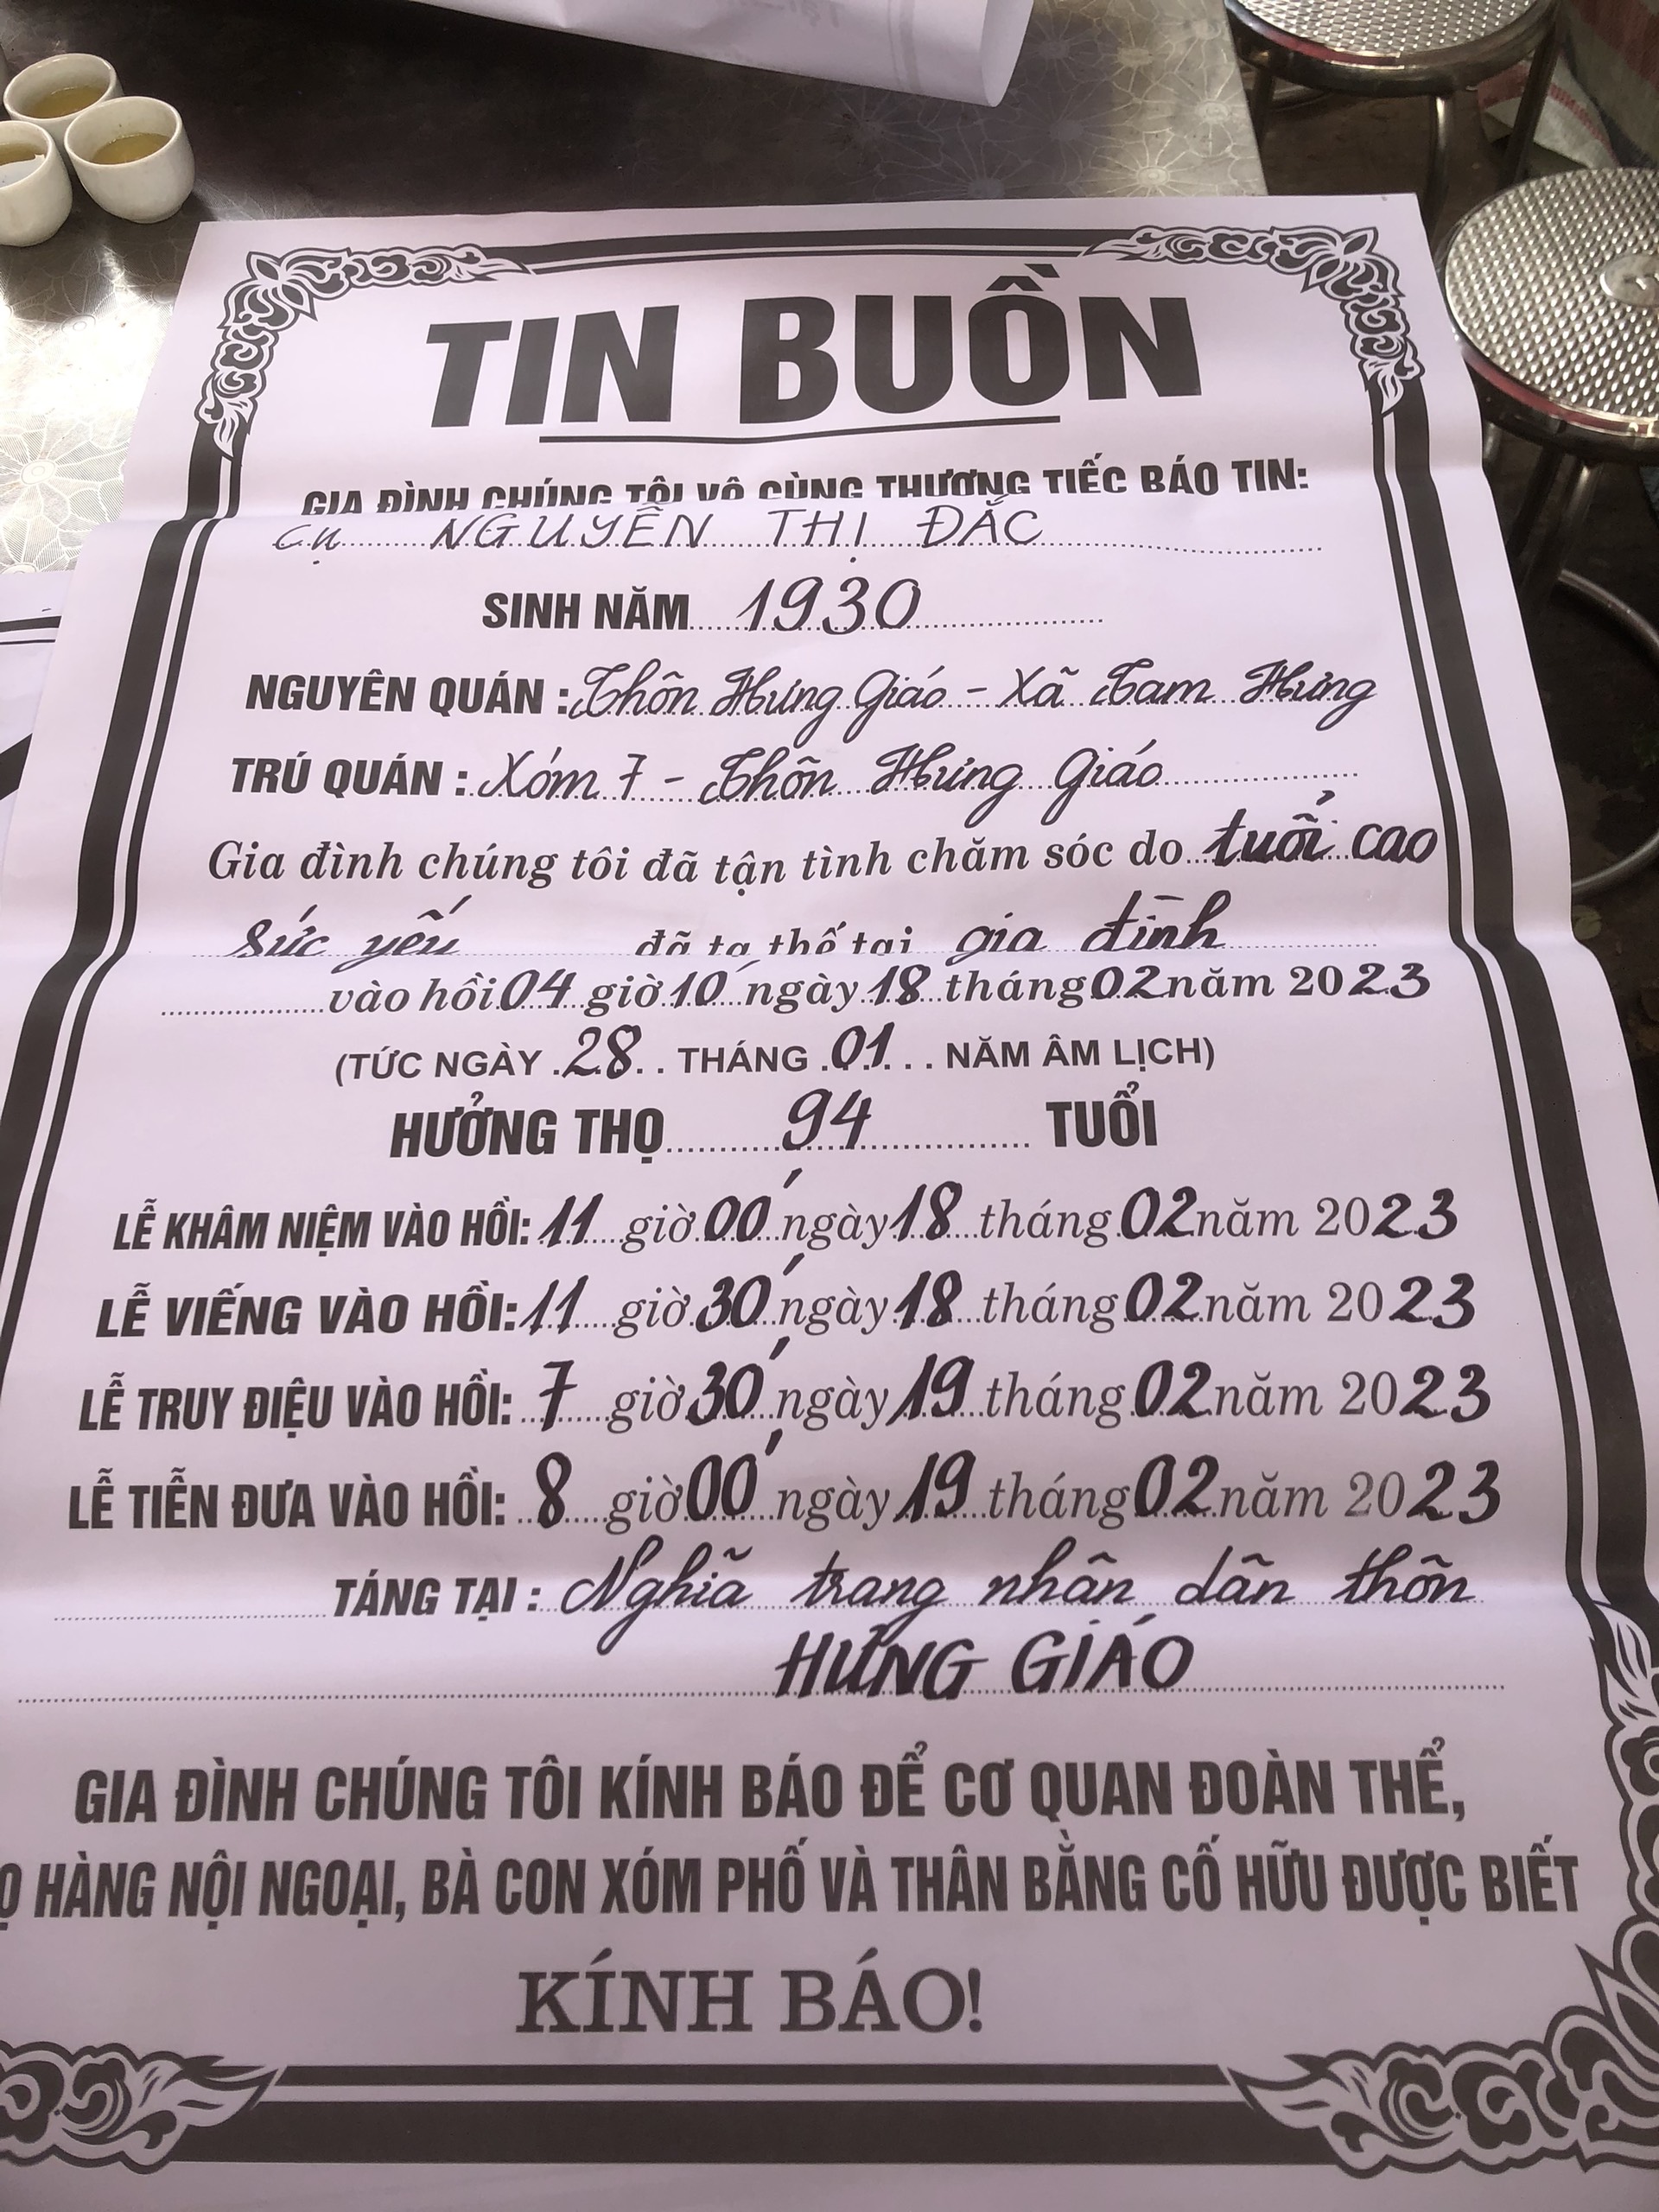 TIN BUỒN
GIA ĐÌNH CHÚNG TÔI VÔ CÙNG THƯƠNG TIẾC BÁO TIN:
Cụ NGUYỄN THỊ ĐẮC
SINH NĂM 1930
NGUYÊN QUÁN : Thôn Hưng Giáo - Xã Tam Hưng
TRÚ QUÁN : Xóm 7 - Thôn Hưng Giáo
Gia đình chúng tôi đã tận tình chăm sóc do tuổi cao
sức yếu đã tạ thế tại gia đình
vào hồi 04 giờ 10' ngày 18 tháng 02 năm 2023
(TỨC NGÀY 28 THÁNG 01 NĂM ÂM LỊCH)
HƯỞNG THỌ 94 TUỔI
LỄ KHÂM NIỆM VÀO HỒI: 11 giờ 00' ngày 18 tháng 02 năm 2023
LỄ VIẾNG VÀO HỒI: 11 giờ 30' ngày 18 tháng 02 năm 2023
LỄ TRUY ĐIỆU VÀO HỒI: 7 giờ 30' ngày 19 tháng 02 năm 2023
LỄ TIỄN ĐƯA VÀO HỒI: 8 giờ 00' ngày 19 tháng 02 năm 2023
TÁNG TẠI : Nghĩa trang nhân dân thôn
HƯNG GIÁO
GIA ĐÌNH CHÚNG TÔI KÍNH BÁO ĐỂ CƠ QUAN ĐOÀN THỂ,
Ọ HÀNG NỘI NGOẠI, BÀ CON XÓM PHỐ VÀ THÂN BẰNG CỐ HỮU ĐƯỢC BIẾT
KÍNH BÁO!